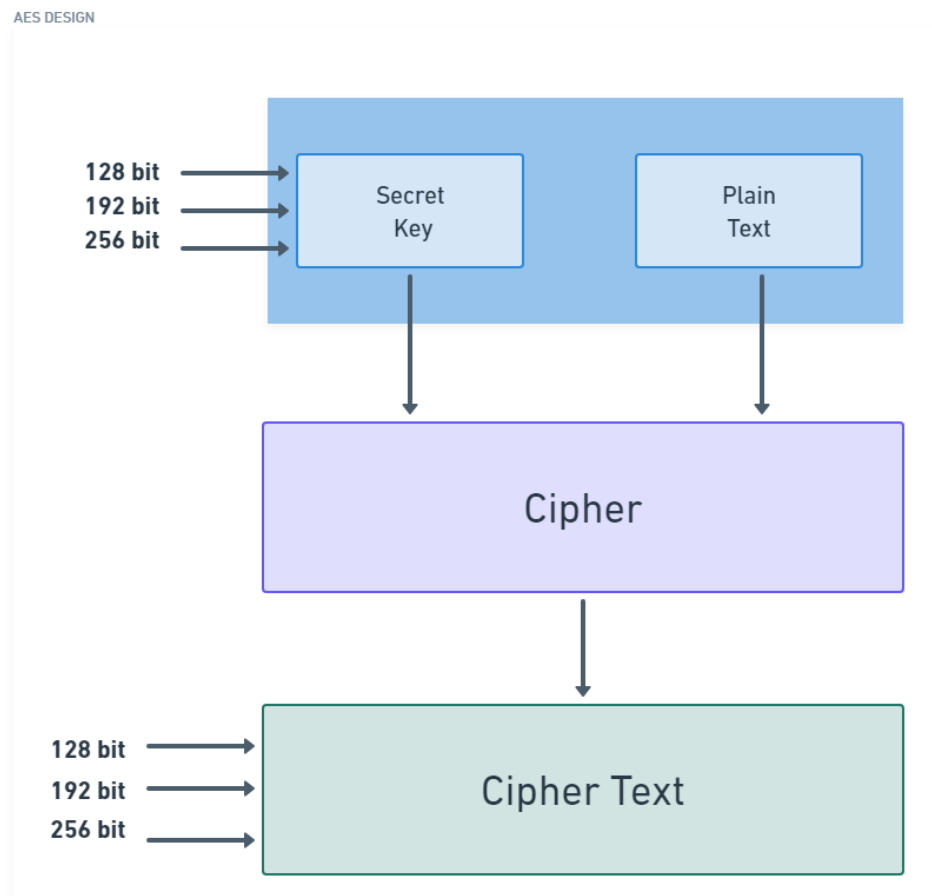 AES DESIGN
128 bit
192 bit
256 bit
Secret
Key
Plain
Text
Cipher
128 bit
192 bit
256 bit
Cipher Text